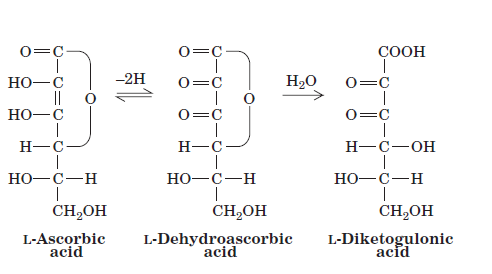 O=C O=C COOH
–2H
HO–C O=C H₂O O=C
O O
HO–C O=C O=C
H–C H–C H–C–OH
HO–C–H HO–C–H HO–C–H
CH₂OH CH₂OH CH₂OH
L-Ascorbic L-Dehydroascorbic L-Diketogulonic
acid acid acid